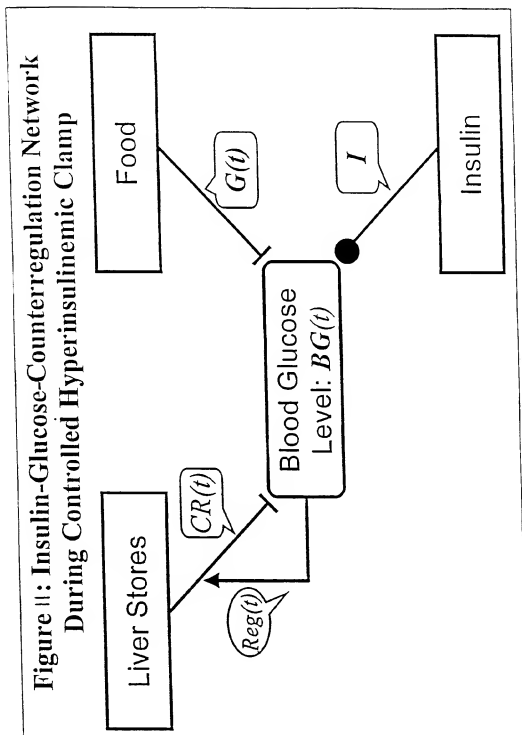 Figure 11: Insulin-Glucose-Counterregulation Network
During Controlled Hyperinsulinemic Clamp
Liver Stores
Food
CR(t)
G(t)
Reg(t)
Blood Glucose
Level: BG(t)
I
Insulin